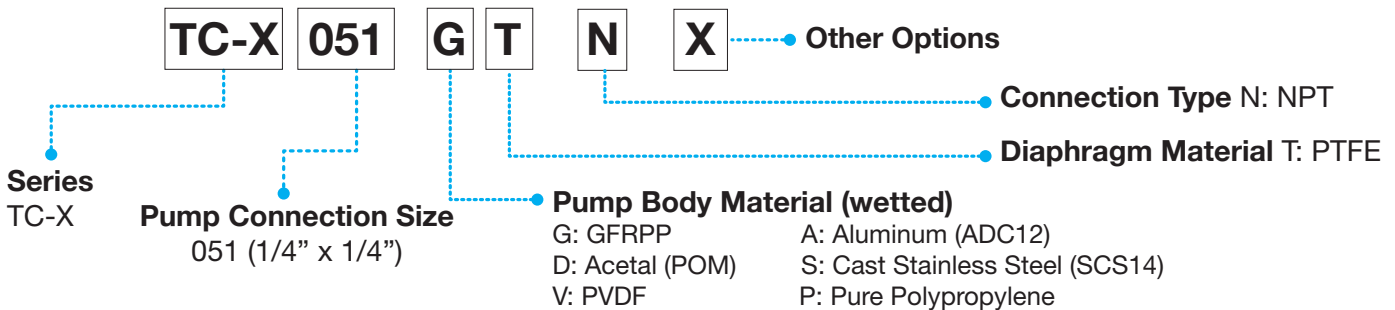 TC-X 051 G T N X Other Options
Connection Type N: NPT
Diaphragm Material T: PTFE
Series
TC-X
Pump Connection Size
051 (1/4” x 1/4”)
Pump Body Material (wetted)
G: GFRPP A: Aluminum (ADC12)
D: Acetal (POM) S: Cast Stainless Steel (SCS14)
V: PVDF P: Pure Polypropylene